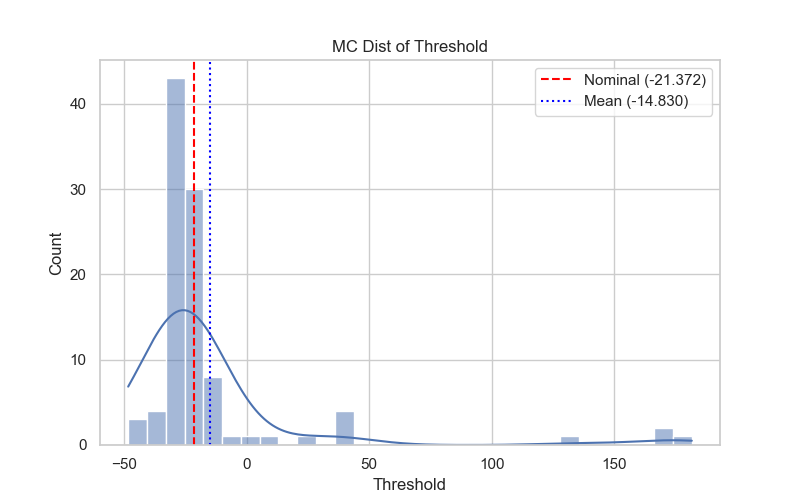 MC Dist of Threshold
Nominal (-21.372)
Mean (-14.830)
Count
40
30
20
10
0
−50
0
50
100
150
Threshold